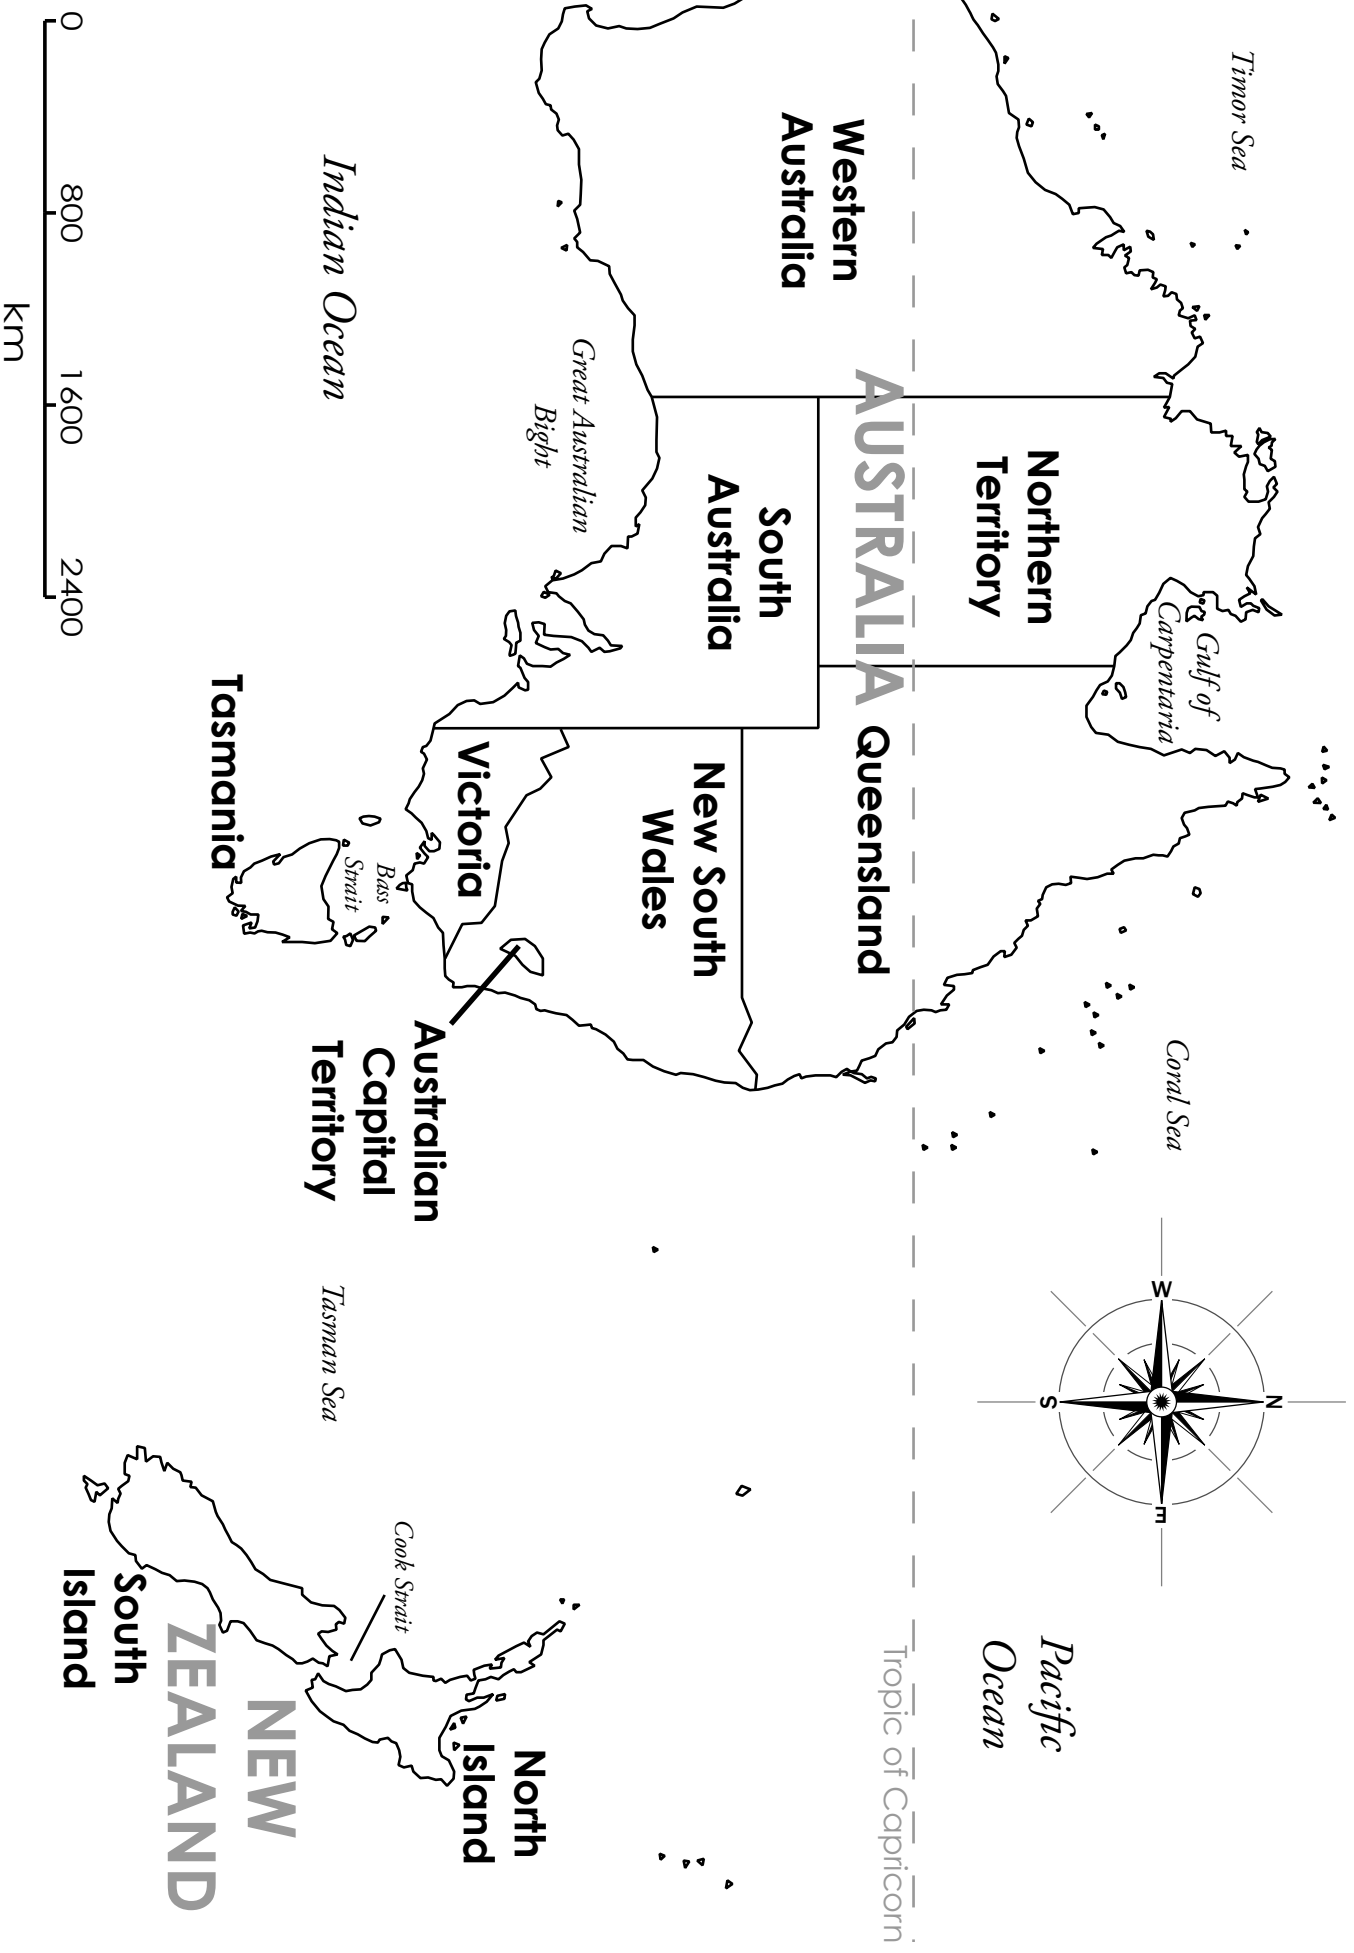 Timor Sea
Gulf of
Carpentaria
Coral Sea
W
N
S
E
Pacific
Ocean
Northern
Territory
Western
Australia
AUSTRALIA
Queensland
Tropic of Capricorn
South
Australia
New South
Wales
Great Australian
Bight
Victoria
Australian
Capital
Territory
Indian Ocean
Bass
Strait
Tasmania
Tasman Sea
Cook Strait
North
Island
NEW
ZEALAND
South
Island
0 800 1600 2400
km